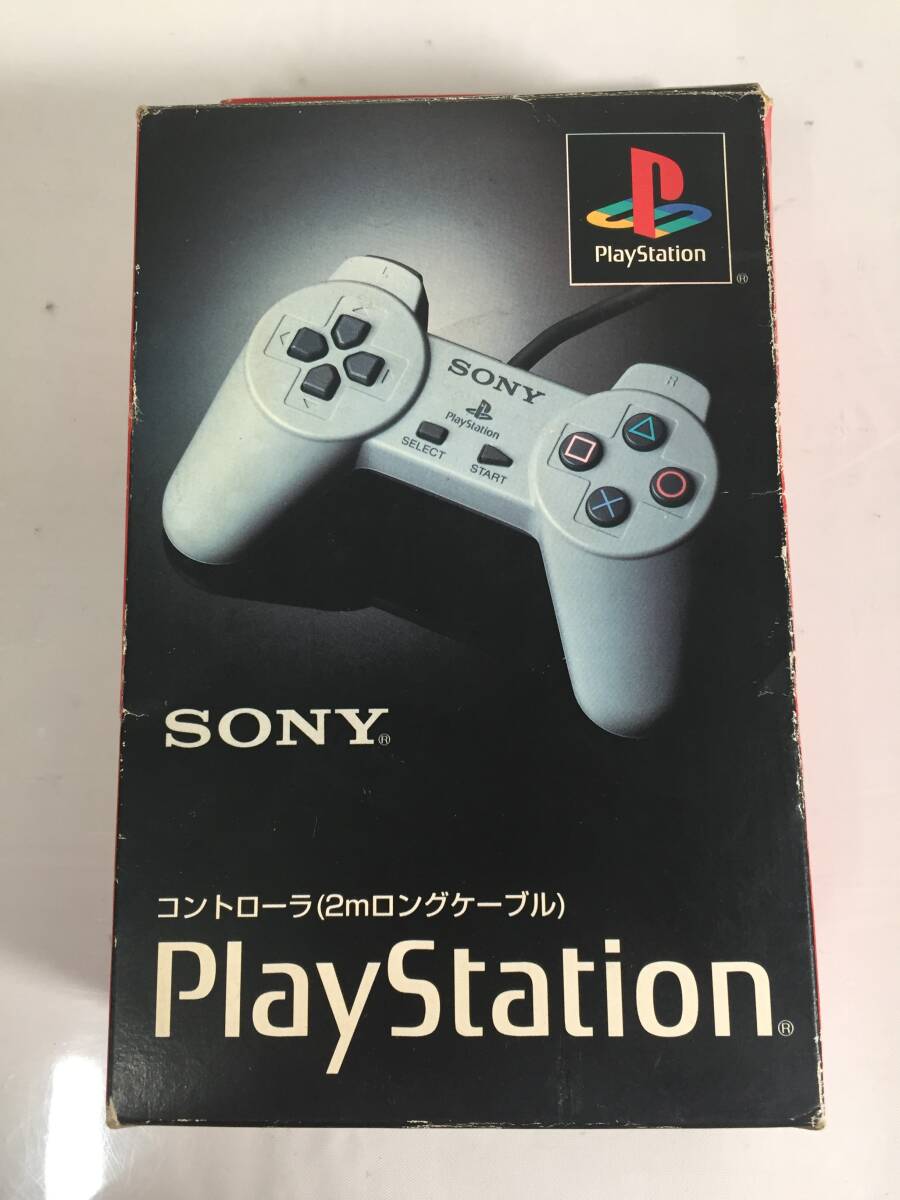 PlayStation
®
L
SONY
PlayStation
SELECT
START
R
SONY®
コントローラ(2mロングケーブル)
PlayStation®